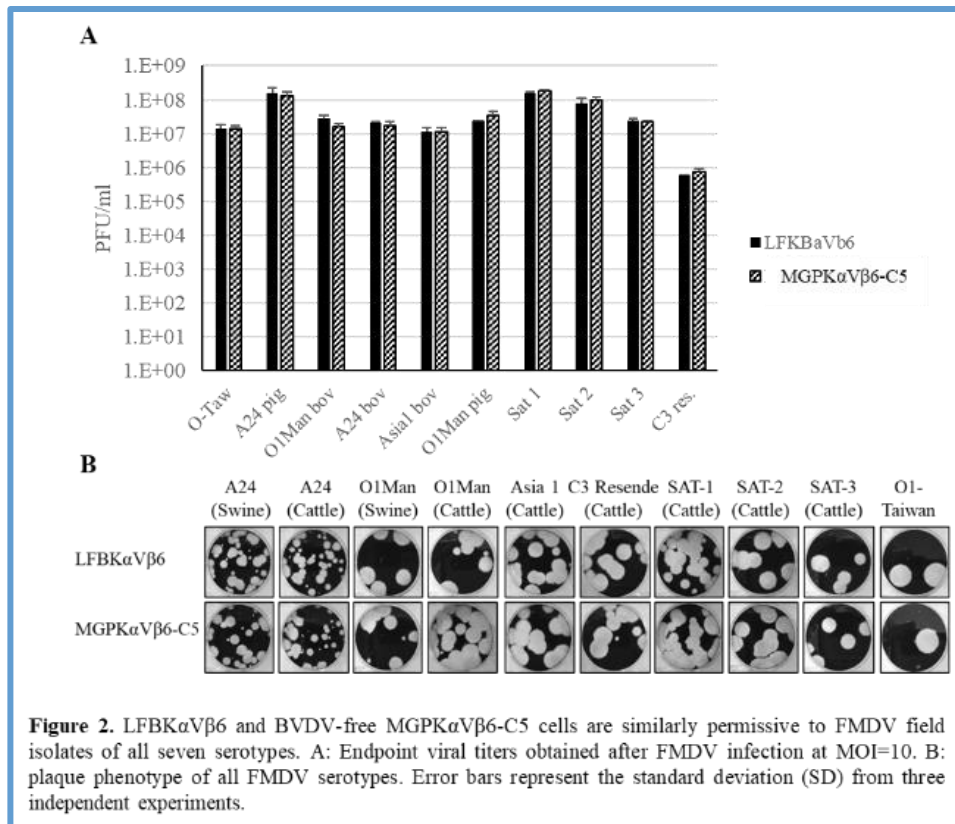 A
1.E+09
1.E+08
1.E+07
1.E+06
1.E+05
1.E+04
1.E+03
1.E+02
1.E+01
1.E+00
PFU/ml
O-Taw
A24 pig
O1Man bov
A24 bov
Asia1 bov
O1Man pig
Sat 1
Sat 2
Sat 3
C3 res.
LFKBaVb6
MGPKαVβ6-C5
B
A24 A24 O1Man O1Man Asia 1 C3 Resende SAT-1 SAT-2 SAT-3 O1-
(Swine) (Cattle) (Swine) (Cattle) (Cattle) (Cattle) (Cattle) (Cattle) (Cattle) Taiwan
LFBKαVβ6
MGPKαVβ6-C5
Figure 2. LFBKαVβ6 and BVDV-free MGPKαVβ6-C5 cells are similarly permissive to FMDV field
isolates of all seven serotypes. A: Endpoint viral titers obtained after FMDV infection at MOI=10. B:
plaque phenotype of all FMDV serotypes. Error bars represent the standard deviation (SD) from three
independent experiments.